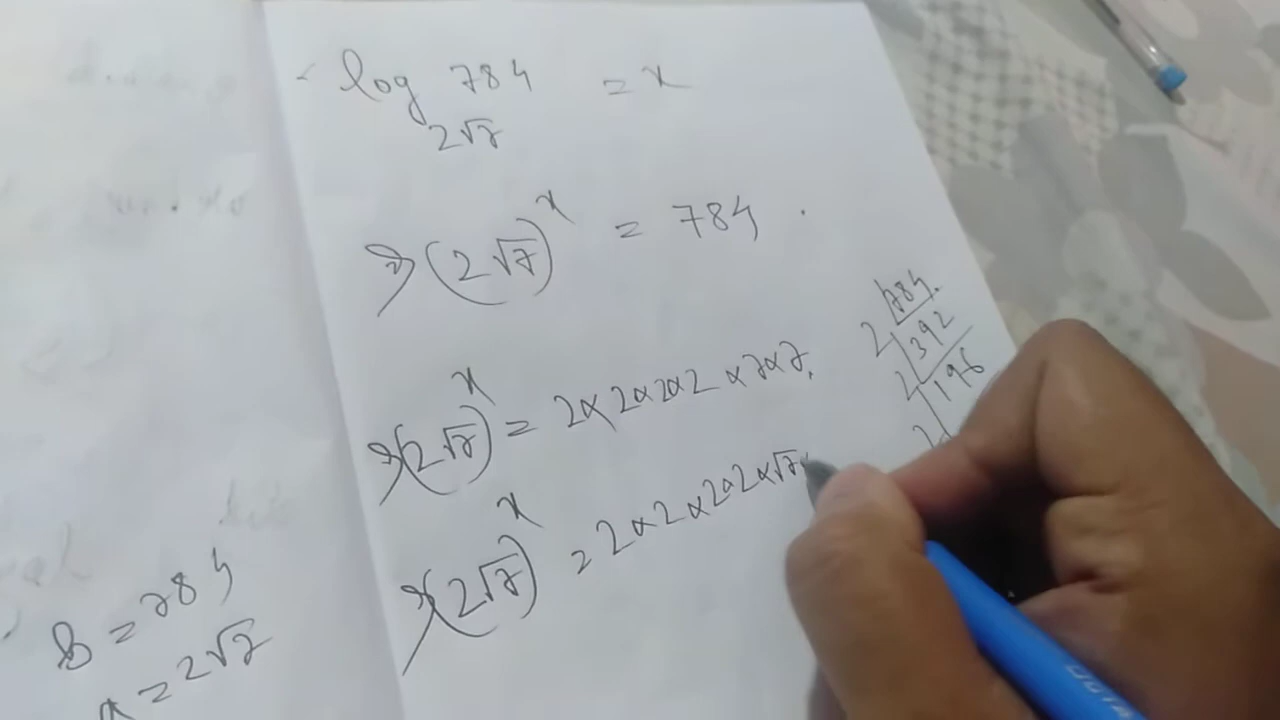 log 784 = x
2√7
⇒ (2√7)^x = 784
⇒ (2√7)^x = 2×2×2×2×7×7
⇒ (2√7)^x = 2×2×2×2×√7×
2 | 784
2 | 392
2 | 196
b = 784
a = 2√7